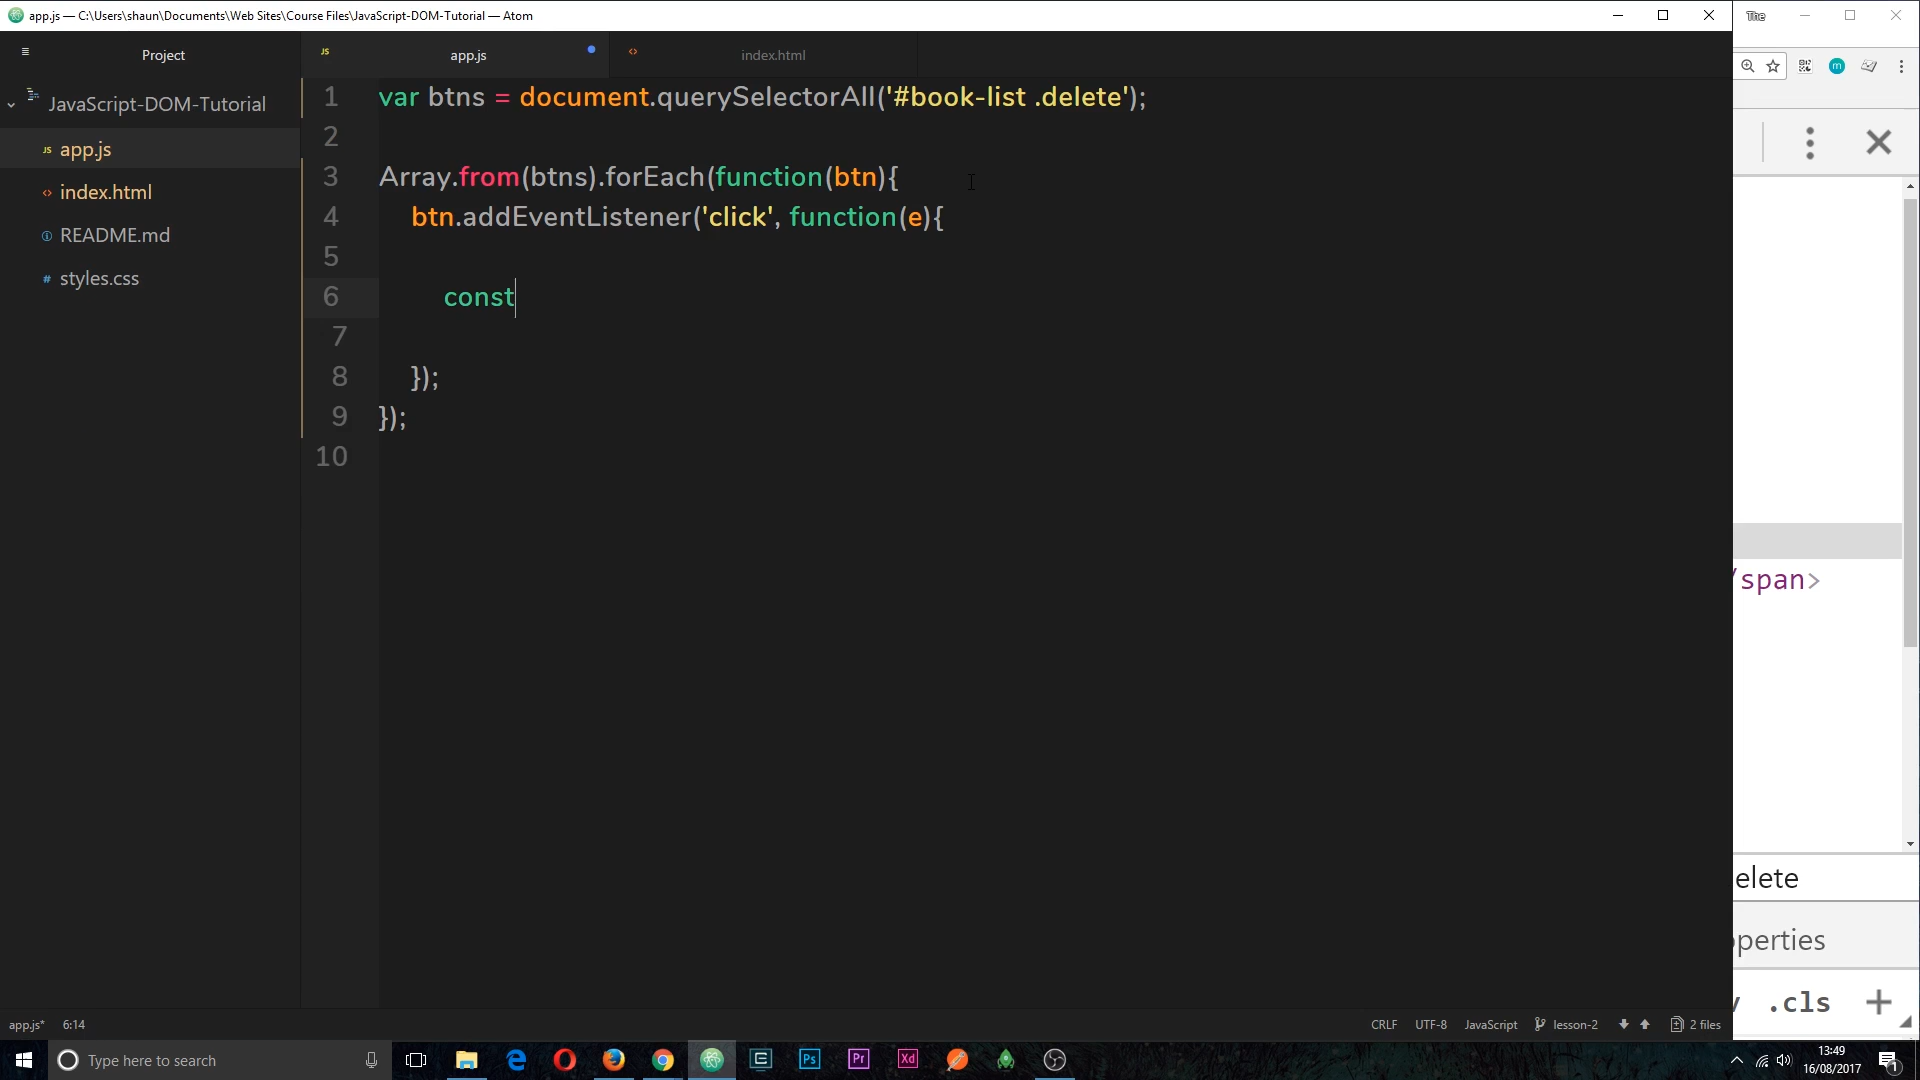 app.js — C:\Users\shaun\Documents\Web Sites\Course Files\JavaScript-DOM-Tutorial — Atom
The
Project
app.js
index.html
JavaScript-DOM-Tutorial
app.js
index.html
README.md
styles.css
1 var btns = document.querySelectorAll('#book-list .delete');
2
3 Array.from(btns).forEach(function(btn){
4 btn.addEventListener('click', function(e){
5
6 const
7
8 });
9 });
10
/span>
elete
operties
.cls
app.js* 6:14
CRLF UTF-8 JavaScript lesson-2 2 files
Type here to search
13:49
16/08/2017